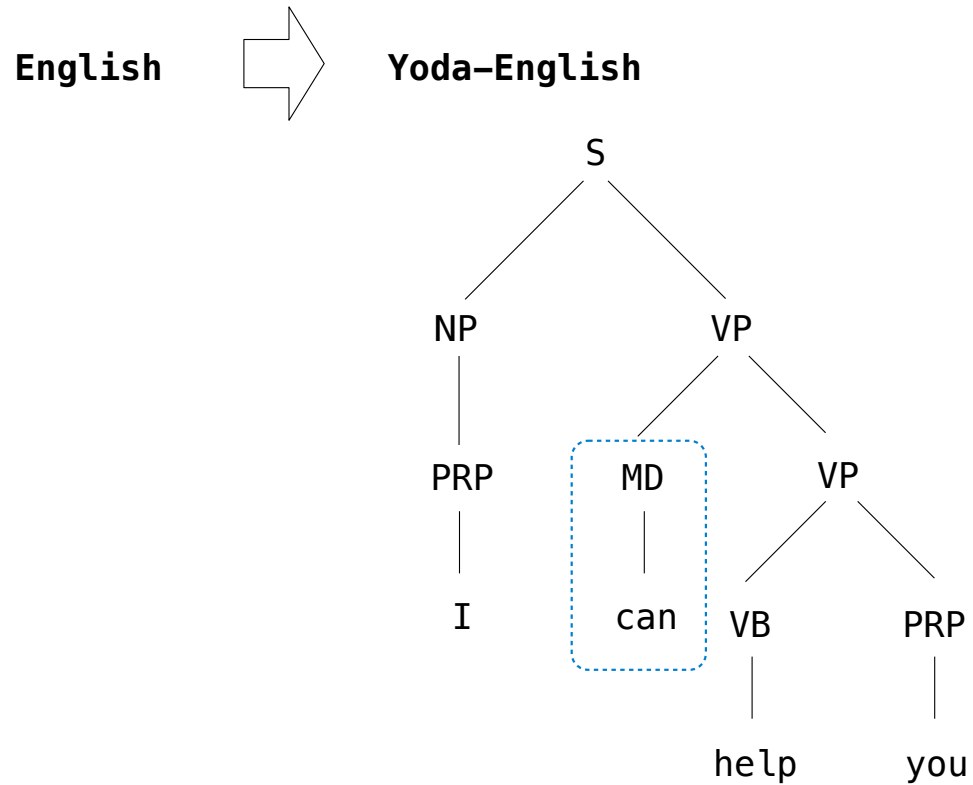 English Yoda–English
S
NP VP
PRP MD VP
I can VB PRP
help you